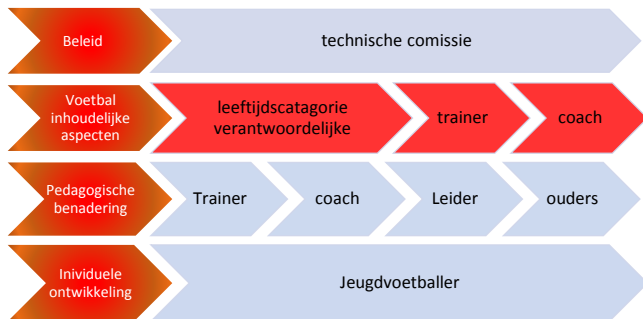 Beleid
technische comissie
Voetbal
inhoudelijke
aspecten
leeftijdscatagorie
verantwoordelijke
trainer
coach
Pedagogische
benadering
Trainer
coach
Leider
ouders
Inividuele
ontwikkeling
Jeugdvoetballer